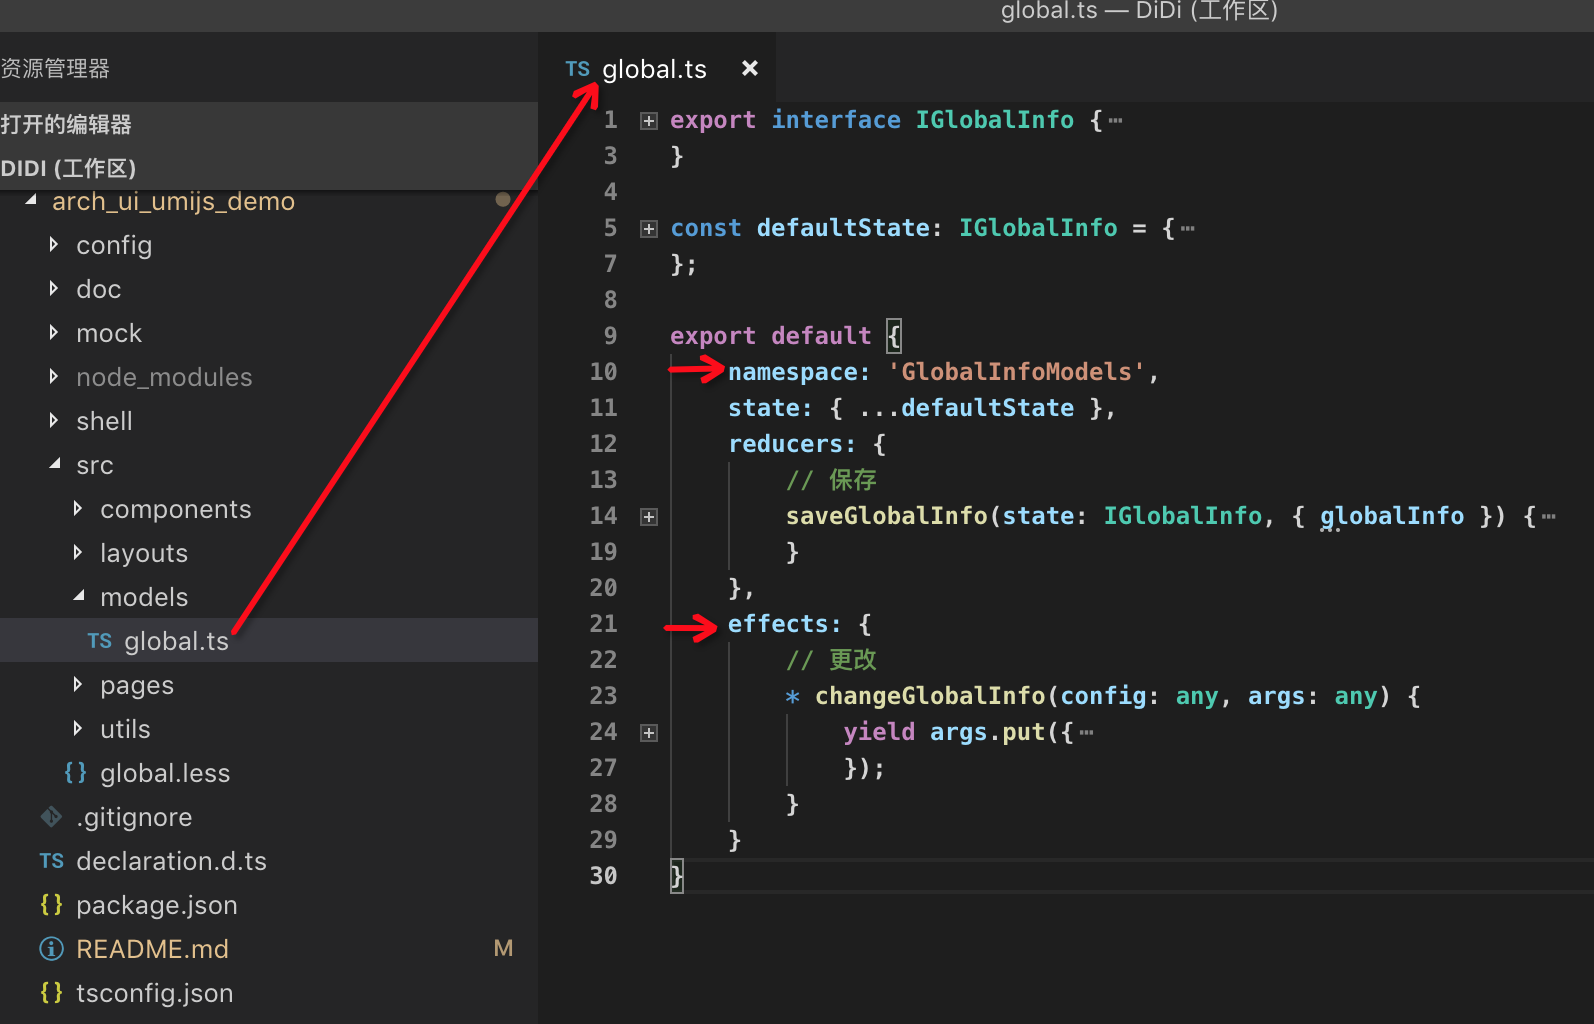 global.ts — DiDi (工作区)
资源管理器
打开的编辑器
DIDI (工作区)
arch_ui_umijs_demo
config
doc
mock
node_modules
shell
src
components
layouts
models
TS global.ts
pages
utils
{} global.less
.gitignore
TS declaration.d.ts
{} package.json
README.md M
{} tsconfig.json
TS global.ts ×
1 export interface IGlobalInfo {⋯
3 }
4
5 const defaultState: IGlobalInfo = {⋯
7 };
8
9 export default {
10 namespace: 'GlobalInfoModels',
11 state: { ...defaultState },
12 reducers: {
13 // 保存
14 saveGlobalInfo(state: IGlobalInfo, { globalInfo }) {⋯
19 }
20 },
21 effects: {
22 // 更改
23 * changeGlobalInfo(config: any, args: any) {
24 yield args.put({⋯
27 });
28 }
29 }
30 }